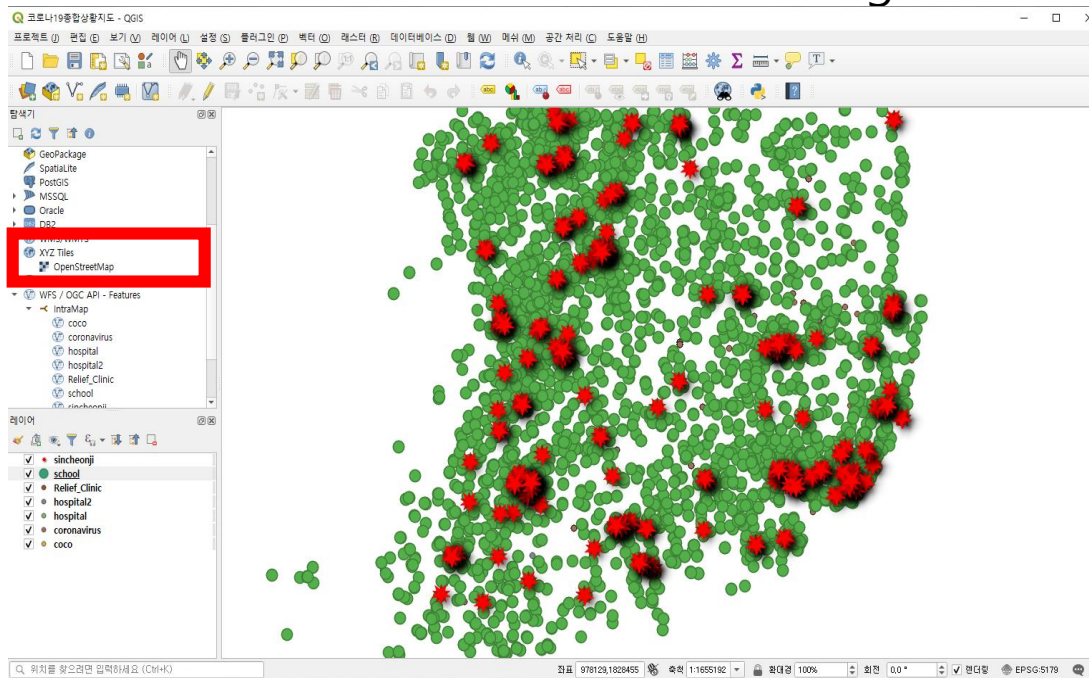 코로나19종합상황지도 - QGIS
프로젝트 (J) 편집 (E) 보기 (V) 레이어 (L) 설정 (S) 플러그인 (P) 벡터 (O) 래스터 (R) 데이터베이스 (D) 웹 (W) 메쉬 (M) 공간 처리 (C) 도움말 (H)
탐색기
GeoPackage
SpatiaLite
PostGIS
MSSQL
Oracle
DB2
WMS/WMTS
XYZ Tiles
OpenStreetMap
WFS / OGC API - Features
IntraMap
coco
coronavirus
hospital
hospital2
Relief_Clinic
school
sincheonji
레이어
sincheonji
school
Relief_Clinic
hospital2
hospital
coronavirus
coco
위치를 찾으려면 입력하세요 (Ctrl+K)
좌표 978129,1828455 축척 1:1655192 확대경 100% 회전 0.0 ° 렌더링 EPSG:5179